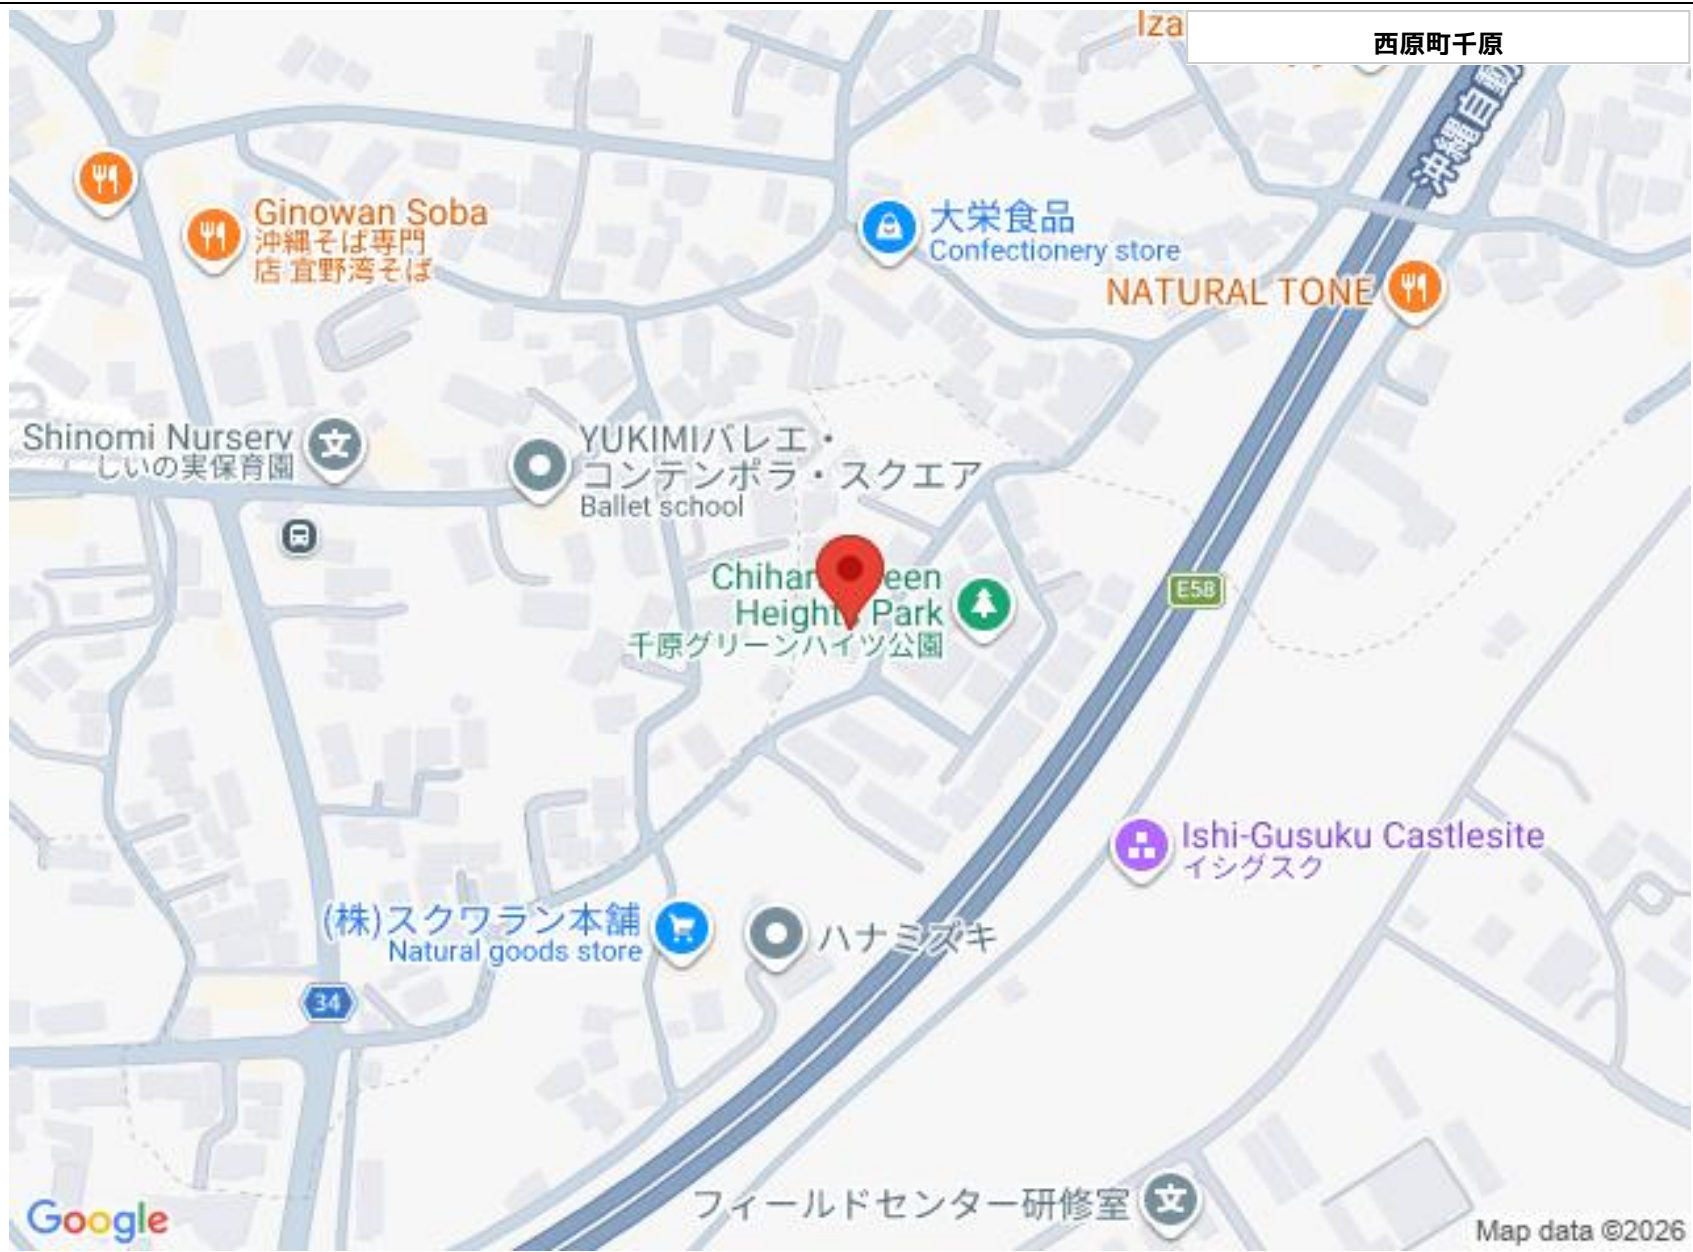 Iza
西原町千原
沖縄自動
Ginowan Soba
沖縄そば専門
店 宜野湾そば
大栄食品
Confectionery store
NATURAL TONE
Shinomi Nurserv
しいの実保育園
YUKIMIバレエ・
コンテンポラ・スクエア
Ballet school
Chihar een
Heights Park
千原グリーンハイツ公園
E58
Ishi-Gusuku Castlesite
イシグスク
(株)スクワラン本舗
Natural goods store
ハナミズキ
34
フィールドセンター研修室
Google
Map data ©2026